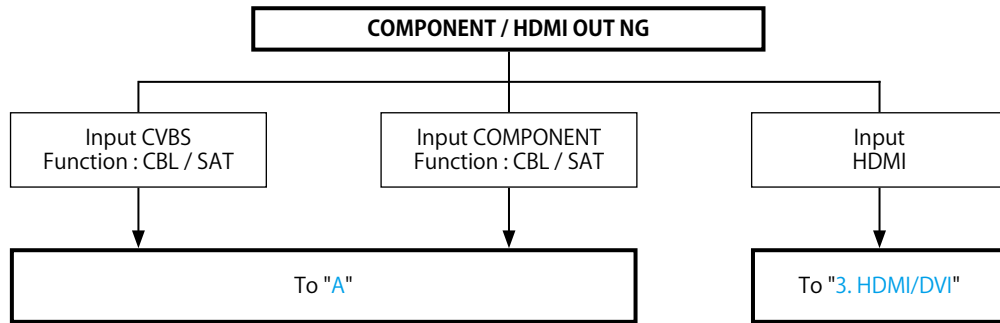 COMPONENT / HDMI OUT NG
Input CVBS
Function : CBL / SAT
Input COMPONENT
Function : CBL / SAT
Input
HDMI
To "A"
To "3. HDMI/DVI"